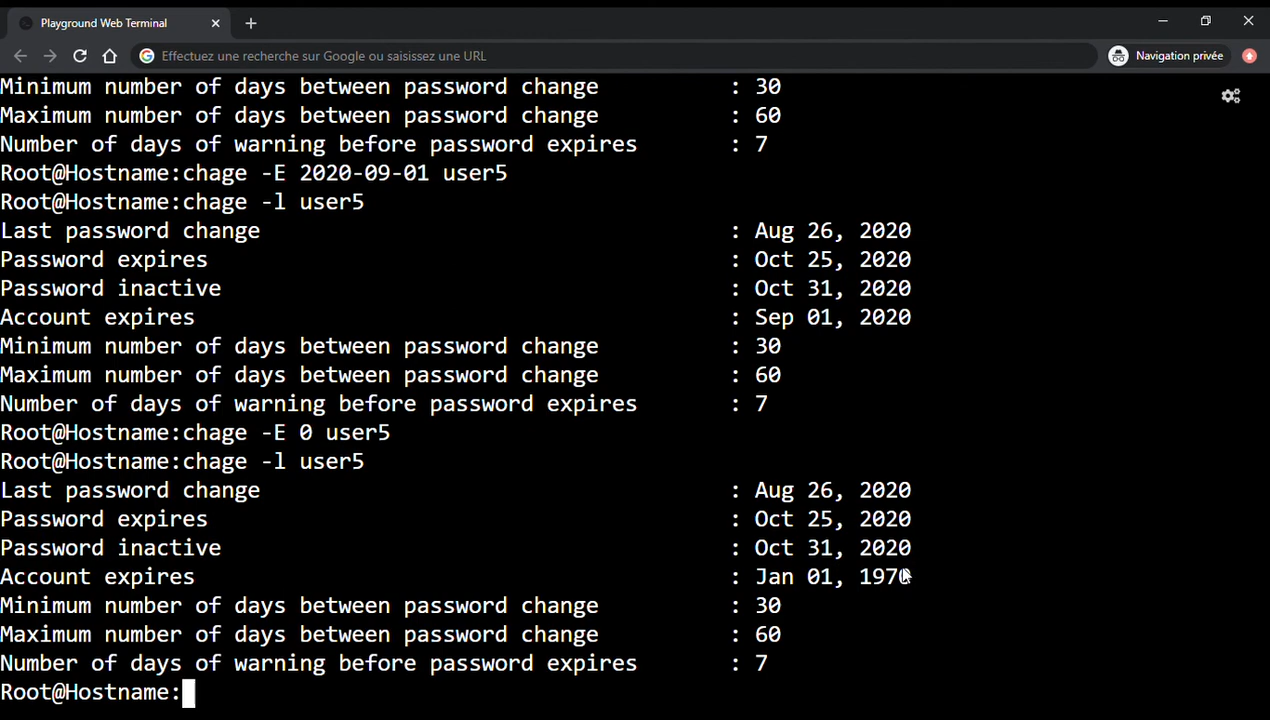 Playground Web Terminal
Effectuez une recherche sur Google ou saisissez une URL
Navigation privée
Minimum number of days between password change : 30
Maximum number of days between password change : 60
Number of days of warning before password expires : 7
Root@Hostname:chage -E 2020-09-01 user5
Root@Hostname:chage -l user5
Last password change : Aug 26, 2020
Password expires : Oct 25, 2020
Password inactive : Oct 31, 2020
Account expires : Sep 01, 2020
Minimum number of days between password change : 30
Maximum number of days between password change : 60
Number of days of warning before password expires : 7
Root@Hostname:chage -E 0 user5
Root@Hostname:chage -l user5
Last password change : Aug 26, 2020
Password expires : Oct 25, 2020
Password inactive : Oct 31, 2020
Account expires : Jan 01, 1970
Minimum number of days between password change : 30
Maximum number of days between password change : 60
Number of days of warning before password expires : 7
Root@Hostname: